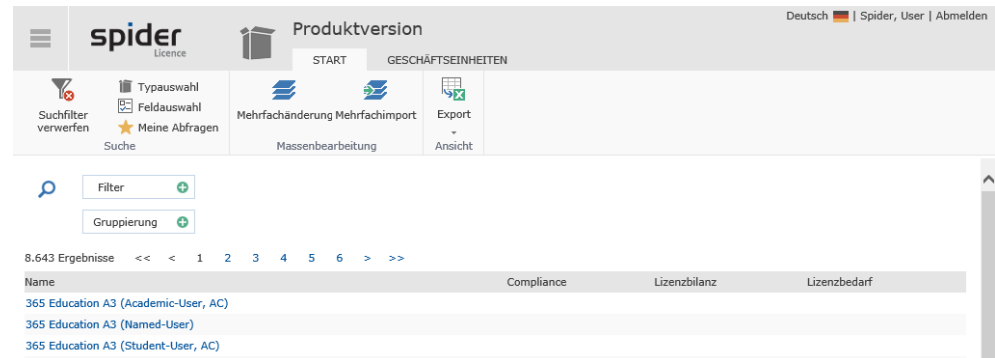 Deutsch | Spider, User | Abmelden
spider
Licence
Produktversion
START GESCHÄFTSEINHEITEN
Suchfilter verwerfen
Typauswahl
Feldauswahl
Meine Abfragen
Suche
Mehrfachänderung Mehrfachimport
Massenbearbeitung
Export
Ansicht
Filter
Gruppierung
8.643 Ergebnisse << < 1 2 3 4 5 6 > >>
Name Compliance Lizenzbilanz Lizenzbedarf
365 Education A3 (Academic-User, AC)
365 Education A3 (Named-User)
365 Education A3 (Student-User, AC)